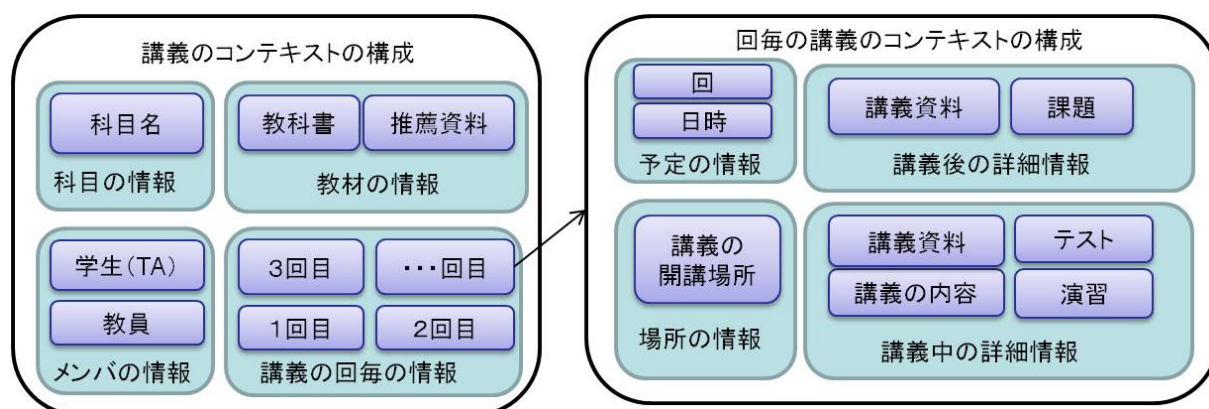 講義のコンテキストの構成
科目名
科目の情報
教科書
推薦資料
教材の情報
学生(TA)
教員
メンバの情報
3回目
・・・回目
1回目
2回目
講義の回毎の情報
回毎の講義のコンテキストの構成
回
日時
予定の情報
講義資料
課題
講義後の詳細情報
講義の
開講場所
場所の情報
講義資料
テスト
講義の内容
演習
講義中の詳細情報